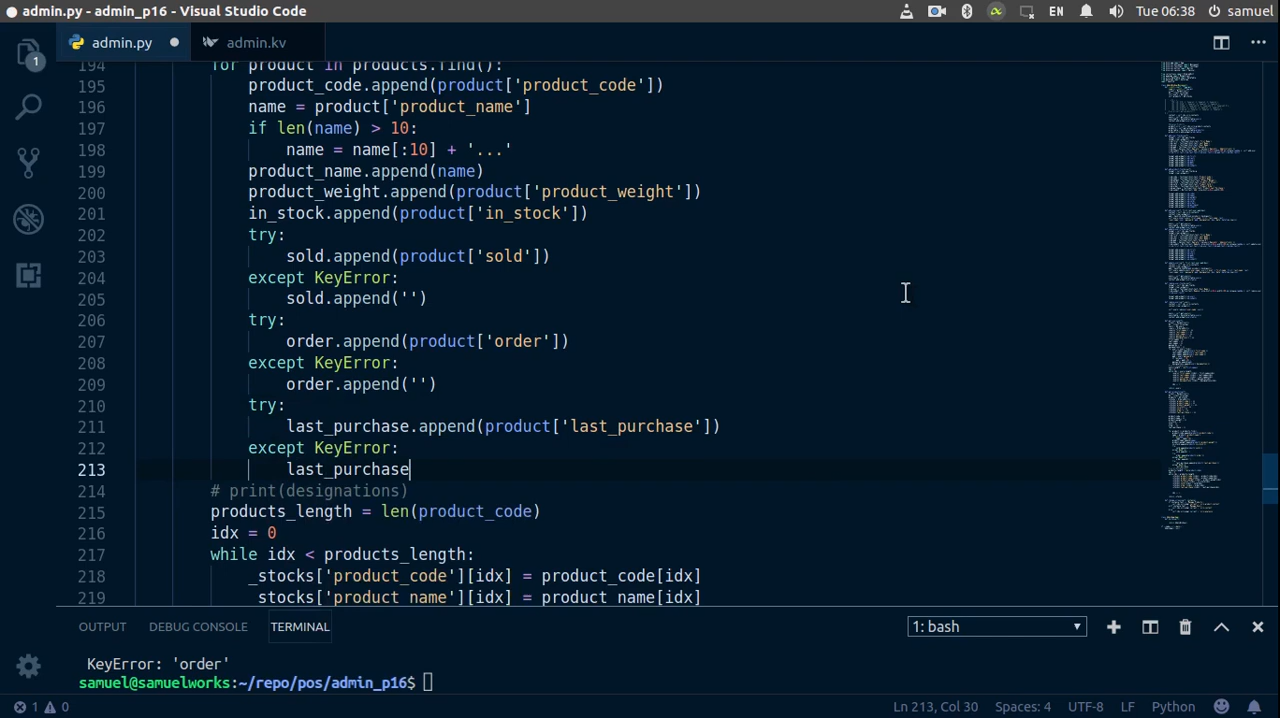 admin.py - admin_p16 - Visual Studio Code
EN
Tue 06:38
samuel
1
admin.py
admin.kv
194 for product in products.find():
195 product_code.append(product['product_code'])
196 name = product['product_name']
197 if len(name) > 10:
198 name = name[:10] + '...'
199 product_name.append(name)
200 product_weight.append(product['product_weight'])
201 in_stock.append(product['in_stock'])
202 try:
203 sold.append(product['sold'])
204 except KeyError:
205 sold.append('')
206 try:
207 order.append(product['order'])
208 except KeyError:
209 order.append('')
210 try:
211 last_purchase.append(product['last_purchase'])
212 except KeyError:
213 last_purchase
214 # print(designations)
215 products_length = len(product_code)
216 idx = 0
217 while idx < products_length:
218 _stocks['product_code'][idx] = product_code[idx]
219 _stocks['product_name'][idx] = product_name[idx]
OUTPUT DEBUG CONSOLE TERMINAL 1: bash
KeyError: 'order'
samuel@samuelworks:~/repo/pos/admin_p16$
1 0 Ln 213, Col 30 Spaces: 4 UTF-8 LF Python